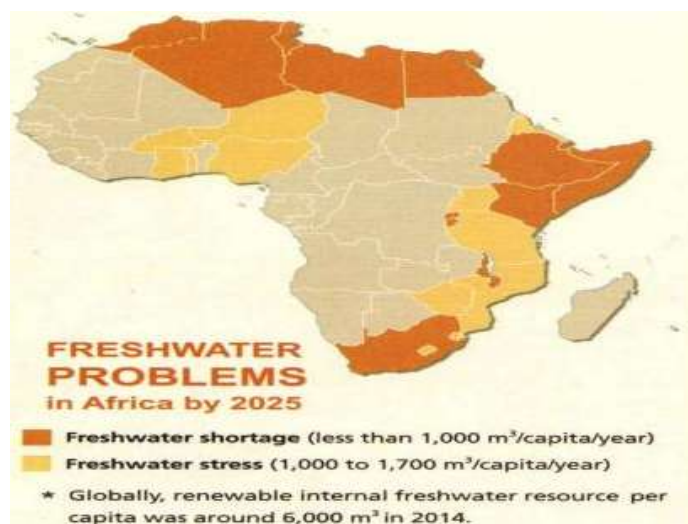 FRESHWATER
PROBLEMS
in Africa by 2025
Freshwater shortage (less than 1,000 m³/capita/year)
Freshwater stress (1,000 to 1,700 m³/capita/year)
* Globally, renewable internal freshwater resource per
capita was around 6,000 m³ in 2014.